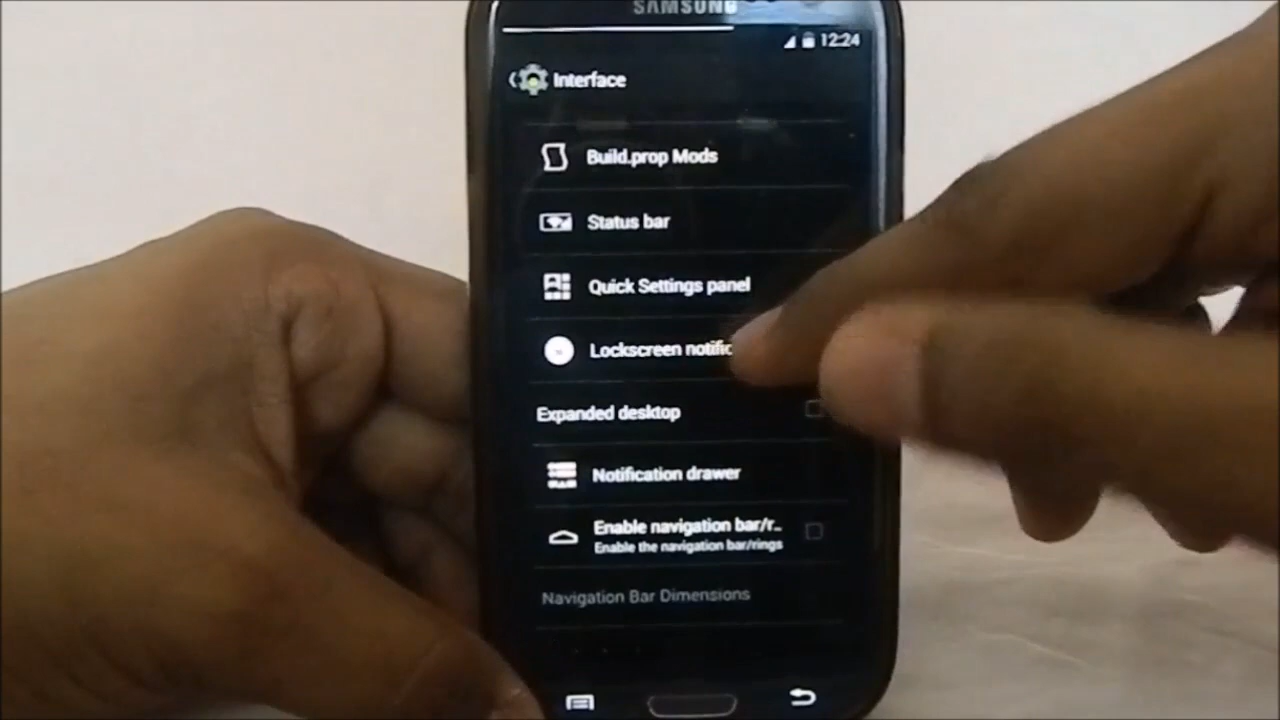 SAMSUNG
12:24
Interface
Build.prop Mods
Status bar
Quick Settings panel
Lockscreen notific
Expanded desktop
Notification drawer
Enable navigation bar/r..
Enable the navigation bar/rings
Navigation Bar Dimensions